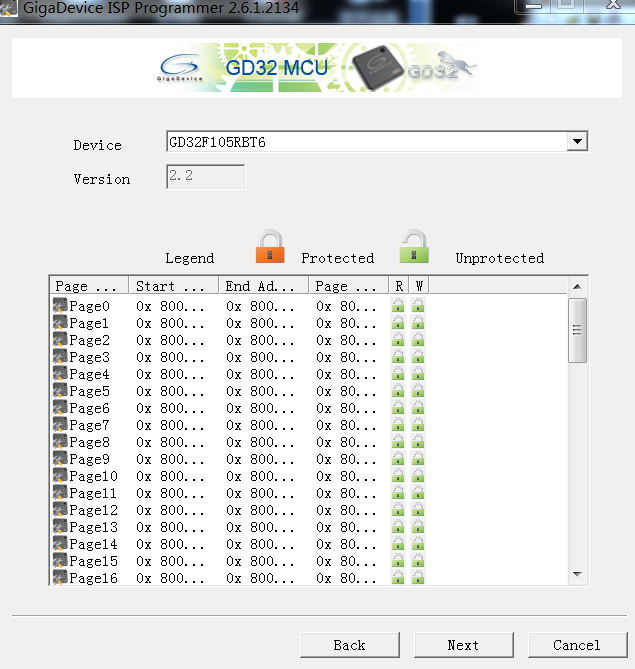 GigaDevice ISP Programmer 2.6.1.2134
GigaDevice GD32 MCU GD32
Device GD32F105RBT6
Version 2.2
Legend Protected Unprotected
Page ... Start ... End Ad... Page ... R W
Page0 0x 800... 0x 800... 0x 80...
Page1 0x 800... 0x 800... 0x 80...
Page2 0x 800... 0x 800... 0x 80...
Page3 0x 800... 0x 800... 0x 80...
Page4 0x 800... 0x 800... 0x 80...
Page5 0x 800... 0x 800... 0x 80...
Page6 0x 800... 0x 800... 0x 80...
Page7 0x 800... 0x 800... 0x 80...
Page8 0x 800... 0x 800... 0x 80...
Page9 0x 800... 0x 800... 0x 80...
Page10 0x 800... 0x 800... 0x 80...
Page11 0x 800... 0x 800... 0x 80...
Page12 0x 800... 0x 800... 0x 80...
Page13 0x 800... 0x 800... 0x 80...
Page14 0x 800... 0x 800... 0x 80...
Page15 0x 800... 0x 800... 0x 80...
Page16 0x 800... 0x 800... 0x 80...
Back Next Cancel